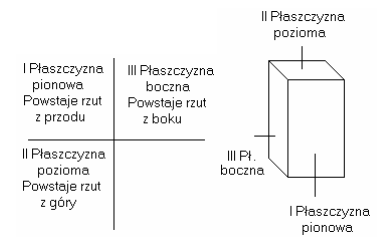 I Płaszczyzna
pionowa
Powstaje rzut
z przodu
III Płaszczyzna
boczna
Powstaje rzut
z boku
II Płaszczyzna
pozioma
Powstaje rzut
z góry
II Płaszczyzna
pozioma
III Pł.
boczna
I Płaszczyzna
pionowa